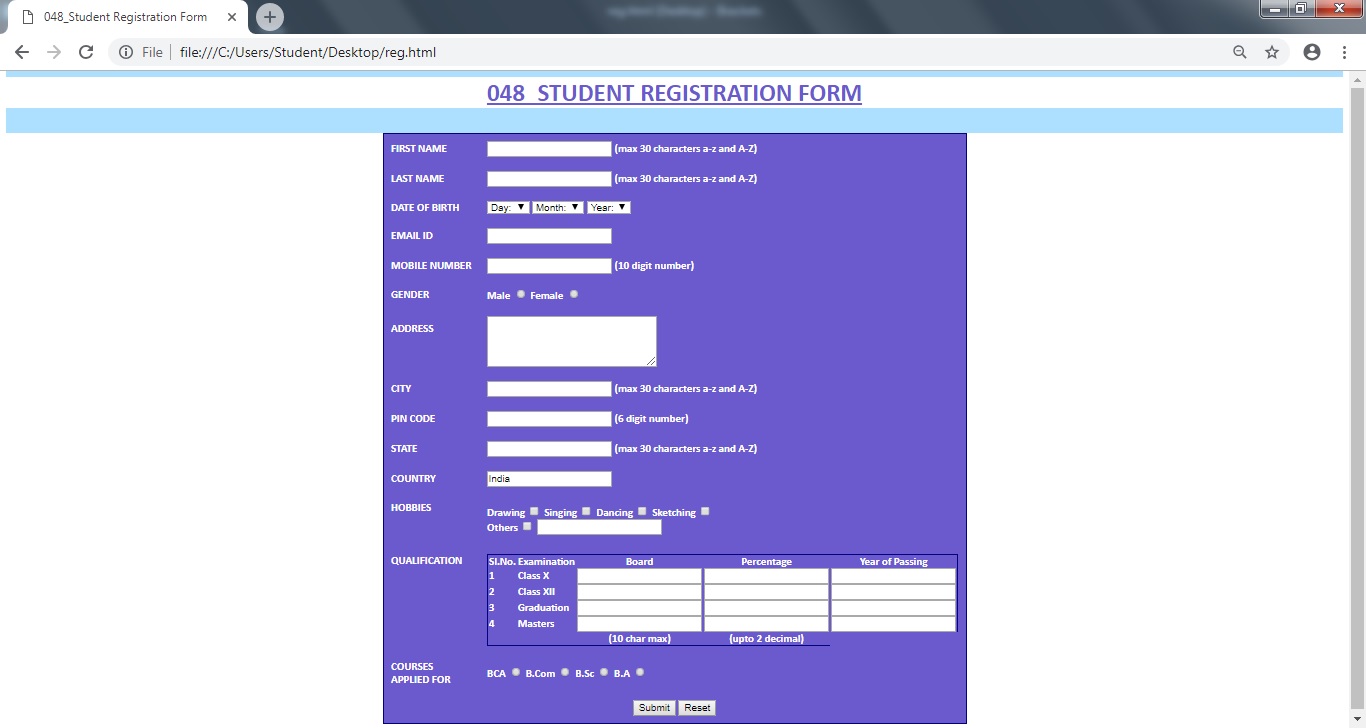 048_Student Registration Form
File file:///C:/Users/Student/Desktop/reg.html
048_STUDENT REGISTRATION FORM
FIRST NAME (max 30 characters a-z and A-Z)
LAST NAME (max 30 characters a-z and A-Z)
DATE OF BIRTH Day: Month: Year:
EMAIL ID
MOBILE NUMBER (10 digit number)
GENDER Male Female
ADDRESS
CITY (max 30 characters a-z and A-Z)
PIN CODE (6 digit number)
STATE (max 30 characters a-z and A-Z)
COUNTRY India
HOBBIES Drawing Singing Dancing Sketching
Others
QUALIFICATION Sl.No. Examination Board Percentage Year of Passing
1 Class X
2 Class XII
3 Graduation
4 Masters
(10 char max) (upto 2 decimal)
COURSES
APPLIED FOR BCA B.Com B.Sc B.A
Submit Reset